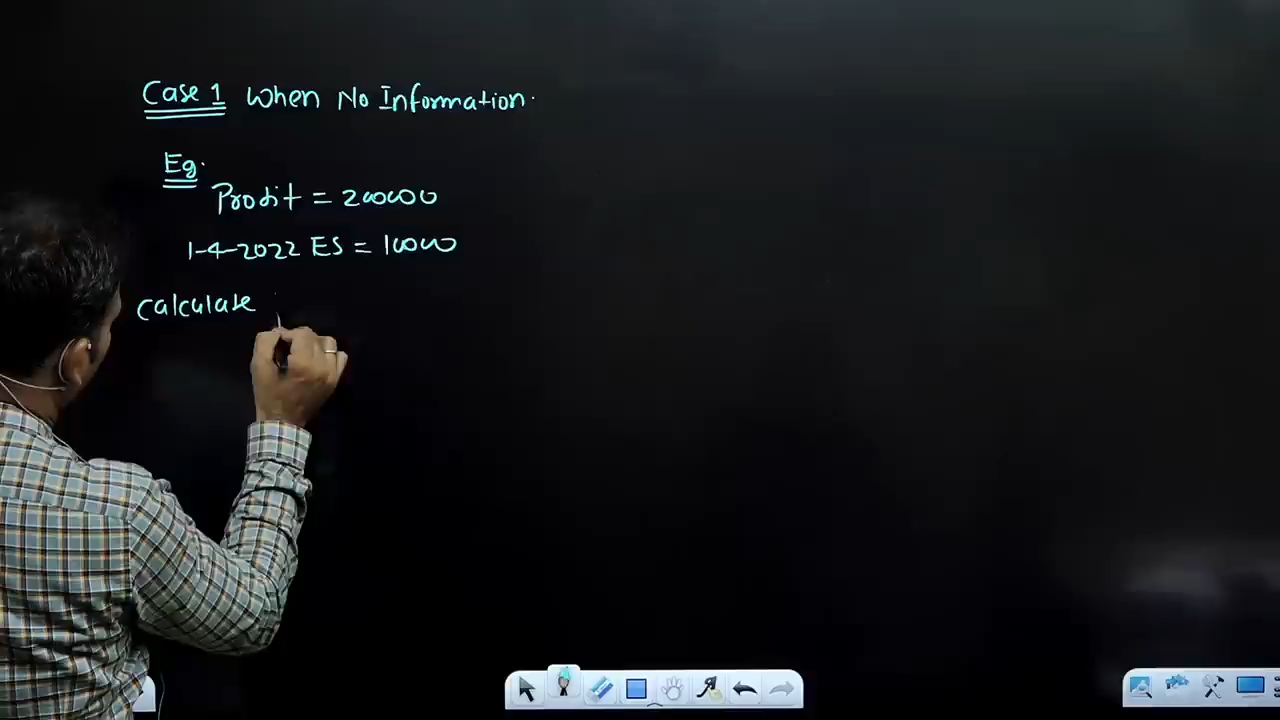 Case 1 When No Information.
Eg.
Profit = 200000
1-4-2022 ES = 10000
Calculate